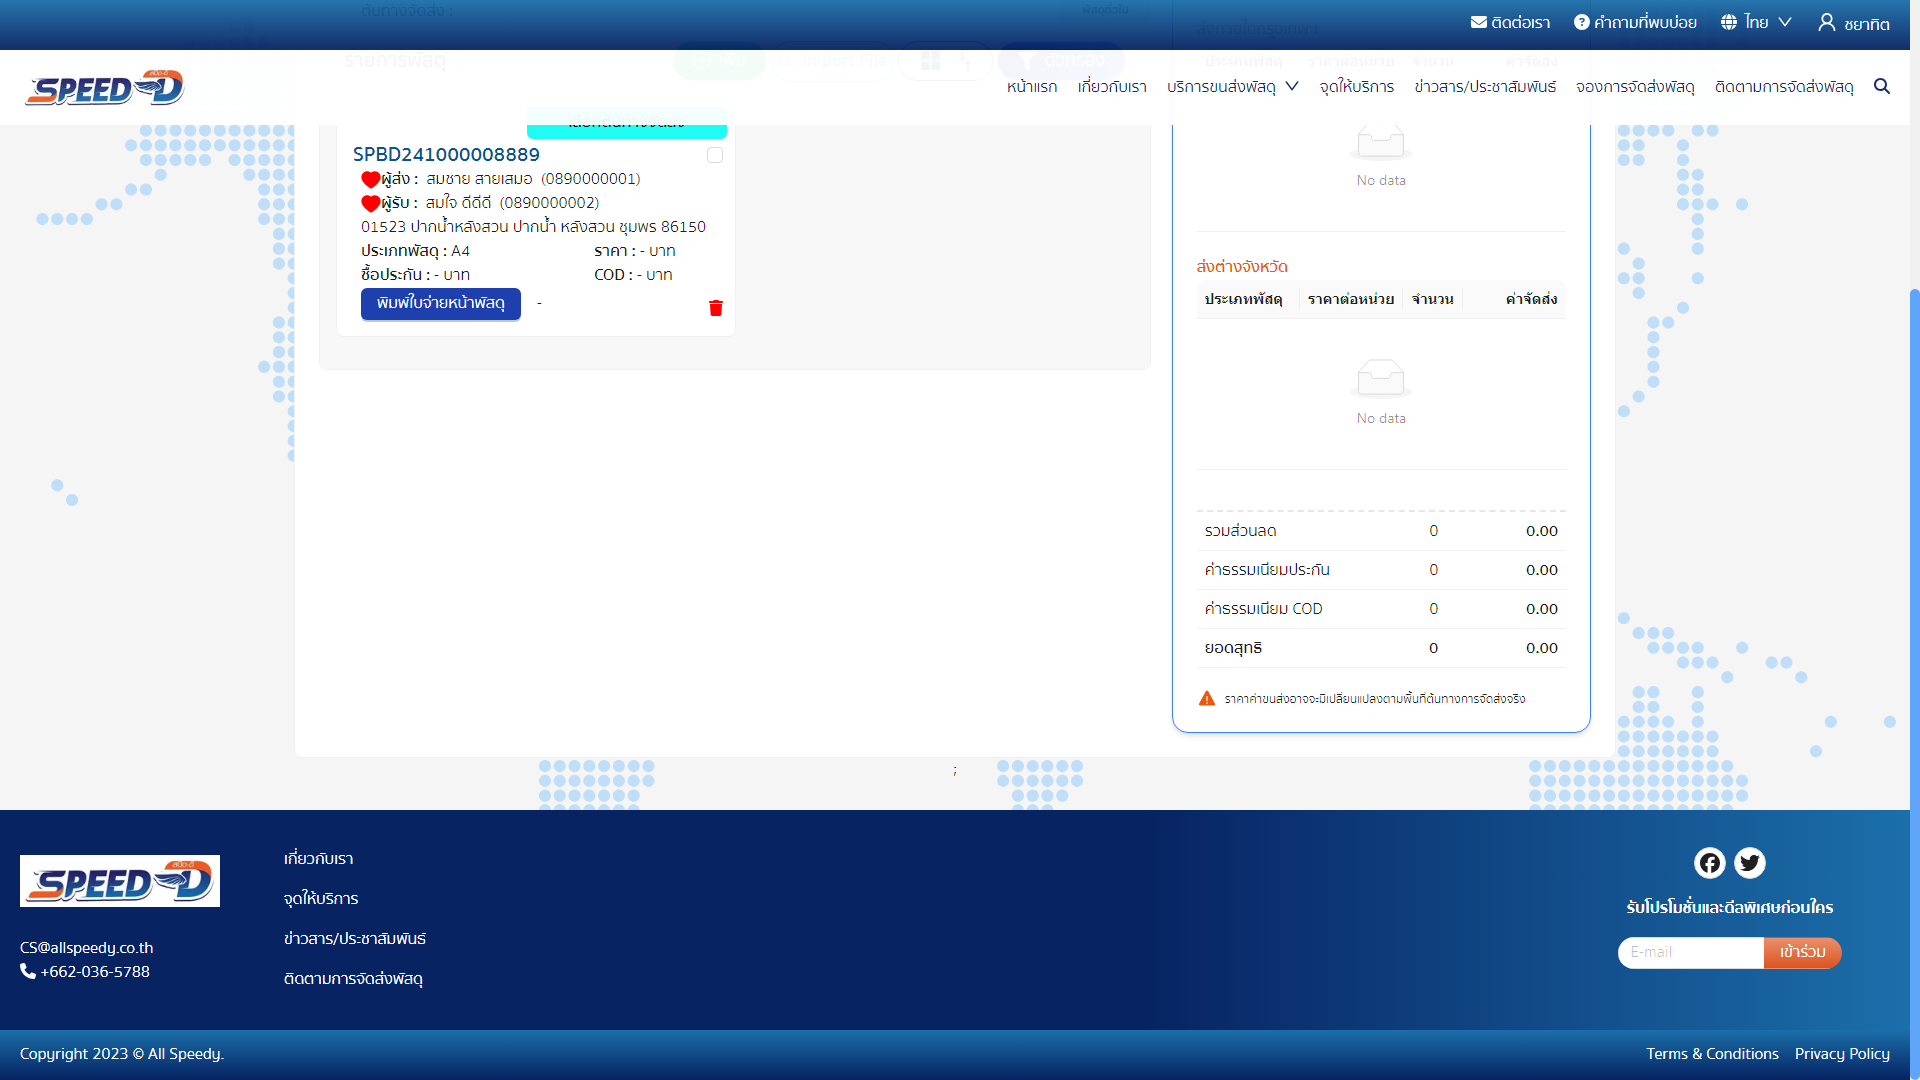 ติดต่อเรา
คำถามที่พบบ่อย
ไทย
ชยาทิต
SPEED-D
หน้าแรก
เกี่ยวกับเรา
บริการขนส่งพัสดุ
จุดให้บริการ
ข่าวสาร/ประชาสัมพันธ์
จองการจัดส่งพัสดุ
ติดตามการจัดส่งพัสดุ
รายการพัสดุ
Import File
SPBD241000008889
ผู้ส่ง : สมชาย สายเสมอ (0890000001)
ผู้รับ : สมใจ ดีดีดี (0890000002)
01523 ปากน้ำหลังสวน ปากน้ำ หลังสวน ชุมพร 86150
ประเภทพัสดุ : A4 ราคา : - บาท
ซื้อประกัน : - บาท COD : - บาท
พิมพ์ใบจ่ายหน้าพัสดุ -
No data
ส่งต่างจังหวัด
ประเภทพัสดุ ราคาต่อหน่วย จำนวน ค่าจัดส่ง
No data
รวมส่วนลด 0 0.00
ค่าธรรมเนียมประกัน 0 0.00
ค่าธรรมเนียม COD 0 0.00
ยอดสุทธิ 0 0.00
ราคาค่าขนส่งอาจจะมีเปลี่ยนแปลงตามพื้นที่ต้นทางการจัดส่งจริง
;
สปีด-ดี
SPEED-D
CS@allspeedy.co.th
+662-036-5788
เกี่ยวกับเรา
จุดให้บริการ
ข่าวสาร/ประชาสัมพันธ์
ติดตามการจัดส่งพัสดุ
รับโปรโมชั่นและดีลพิเศษก่อนใคร
E-mail เข้าร่วม
Copyright 2023 © All Speedy.
Terms & Conditions
Privacy Policy